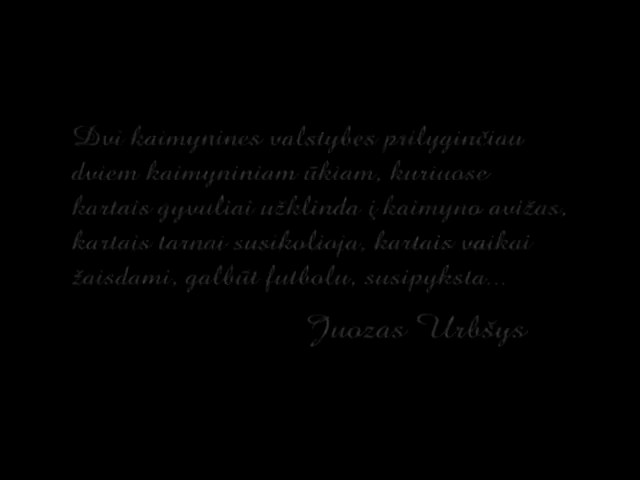 Dvi kaimynines valstybes prilyginčiau
dviem kaimyniniam ūkiam, kuriuose
kartais gyvuliai užklinda į kaimyno avižas,
kartais tarnai susikolioja, kartais vaikai
žaisdami, galbūt futbolu, susipyksta...
Juozas Urbšys